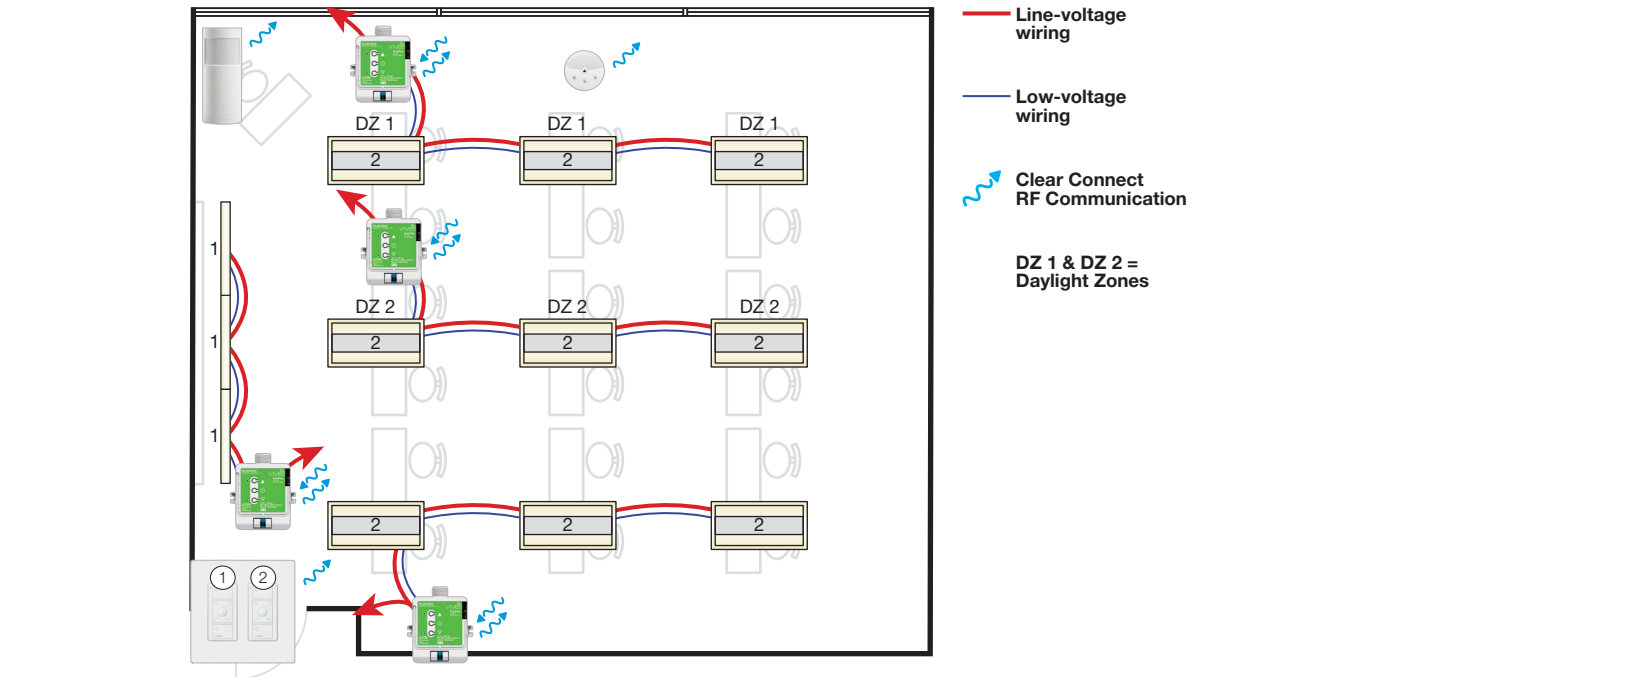 Line-voltage
wiring
Low-voltage
wiring
Clear Connect
RF Communication
DZ 1 & DZ 2 =
Daylight Zones
DZ 1
DZ 1
DZ 1
2
2
2
1
DZ 2
DZ 2
DZ 2
1
2
2
2
1
2
2
2
1
2